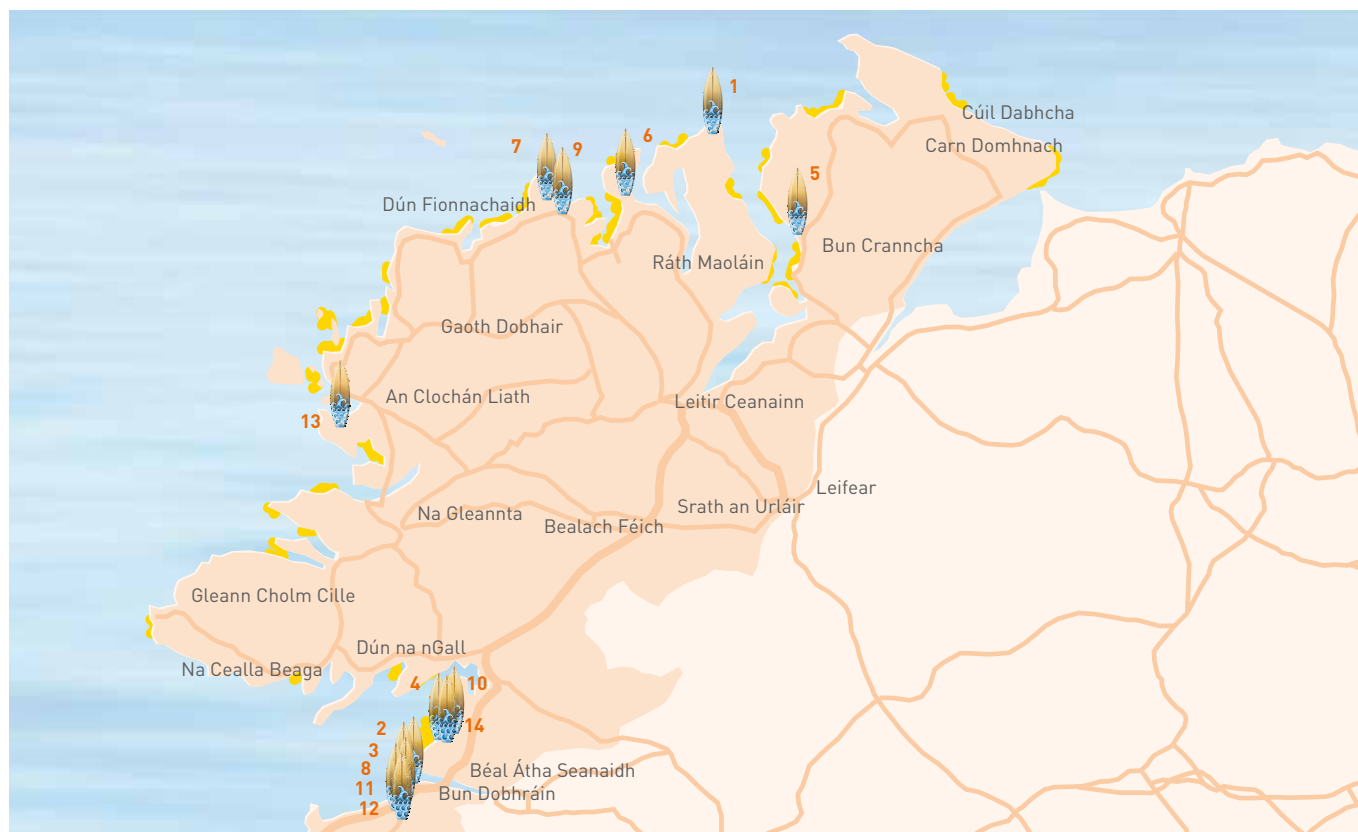 1
Cúil Dabhcha
Carn Domhnach
7
9
6
5
Dún Fionnachaidh
Bun Cranncha
Ráth Maoláin
Gaoth Dobhair
An Clochán Liath
Leitir Ceanainn
13
Leifear
Srath an Urláir
Na Gleannta
Bealach Féich
Gleann Cholm Cille
Dún na nGall
Na Cealla Beaga
4
10
14
2
3
8
11
12
Béal Átha Seanaidh
Bun Dobhráin